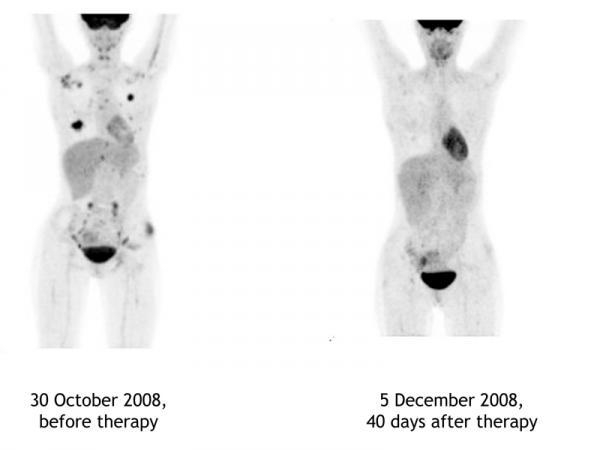 30 October 2008,
before therapy
5 December 2008,
40 days after therapy